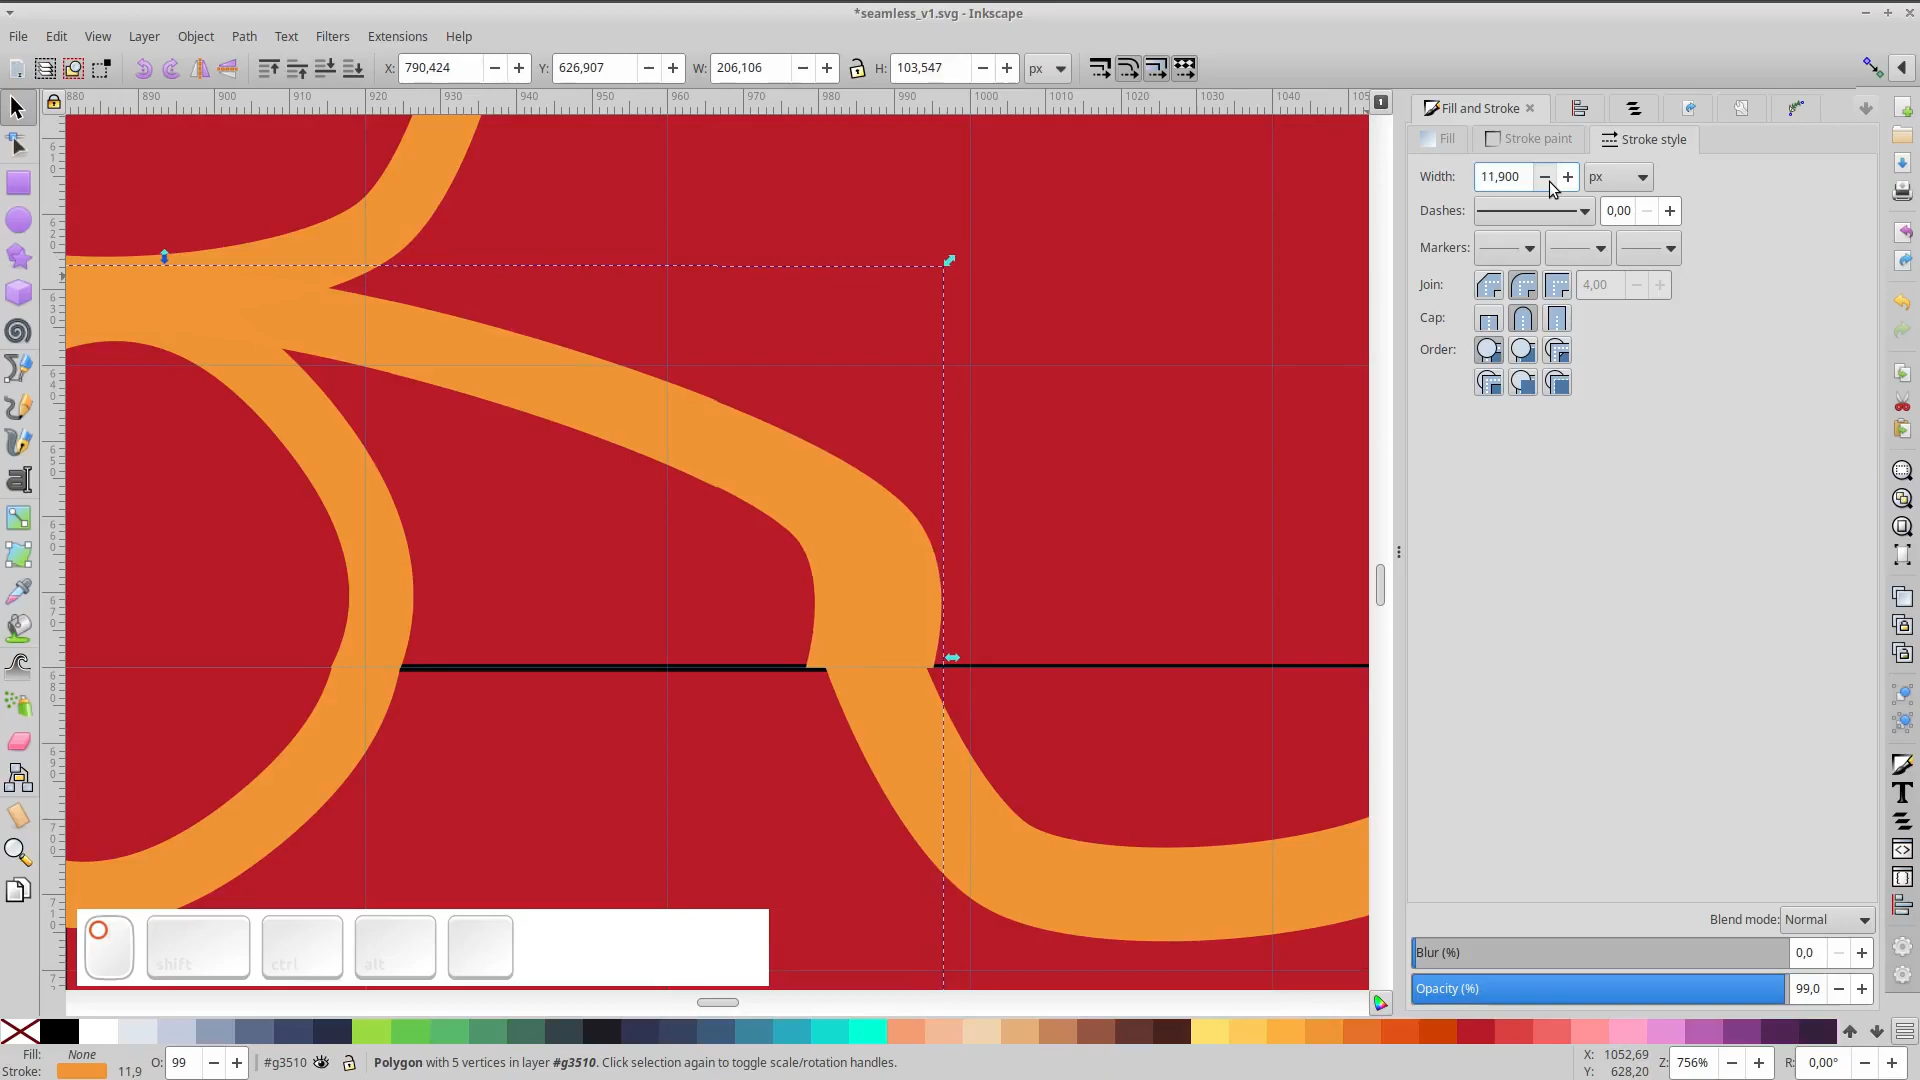 *seamless_v1.svg - Inkscape
File Edit View Layer Object Path Text Filters Extensions Help
X: 790,424 Y: 626,907 W: 206,106 H: 103,547 px
880 890 900 910 920 930 940 950 960 970 980 990 1000 1010 1020 1030 1040 105
1
Fill and Stroke
Fill Stroke paint Stroke style
Width: 11,900 px
Dashes: 0,00
Markers:
Join: 4,00
Cap:
Order:
shift ctrl alt
Blend mode: Normal
Blur (%) 0,0
Opacity (%) 99,0
Fill: None
Stroke: 11,9
O: 99
#g3510
Polygon with 5 vertices in layer #g3510. Click selection again to toggle scale/rotation handles.
X: 1052,69
Y: 628,20
Z: 756%
R: 0,00°